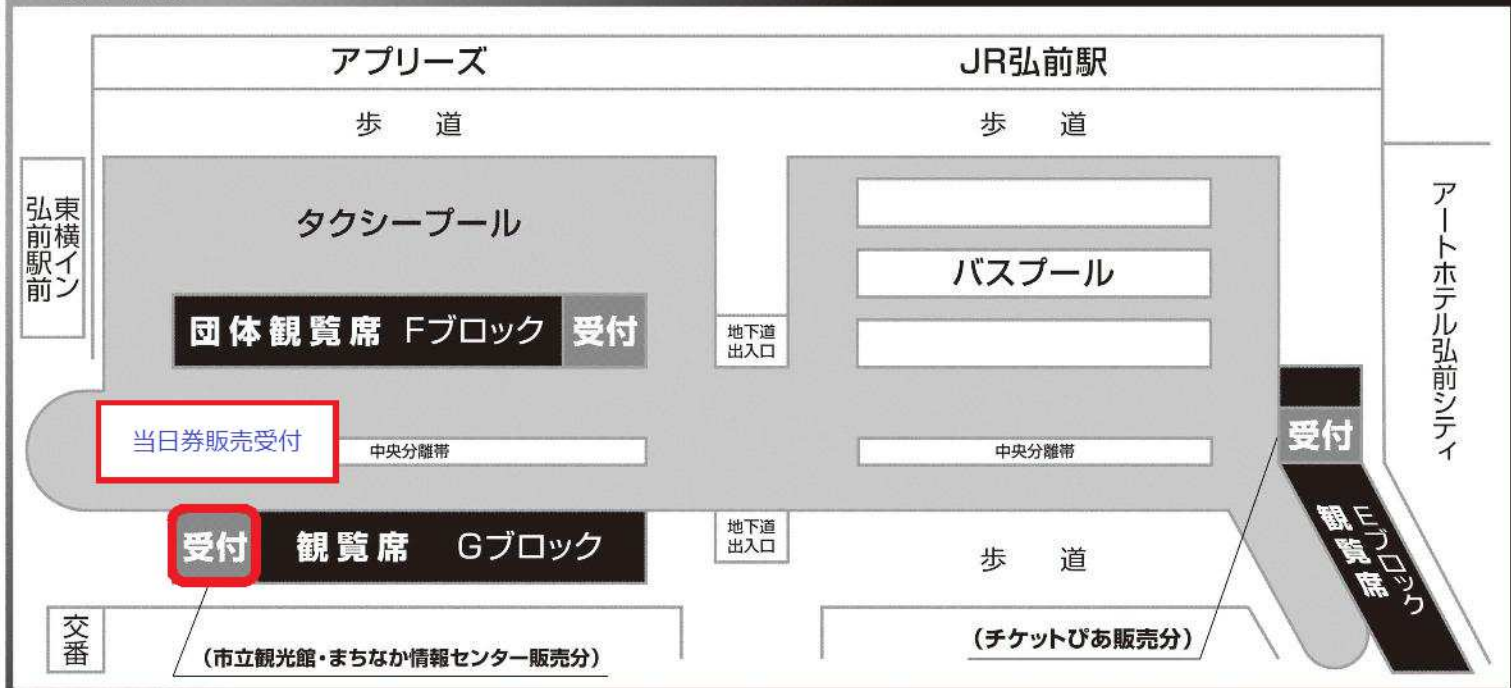 アプリーズ
JR弘前駅
歩道
歩道
東横イン
弘前駅前
タクシープール
バスプール
アートホテル弘前シティ
団体観覧席 Fブロック 受付
地下道
出入口
当日券販売受付
中央分離帯
中央分離帯
受付
受付 観覧席 Gブロック
地下道
出入口
歩道
Eブロック
観覧席
交番
(市立観光館・まちなか情報センター販売分)
(チケットぴあ販売分)